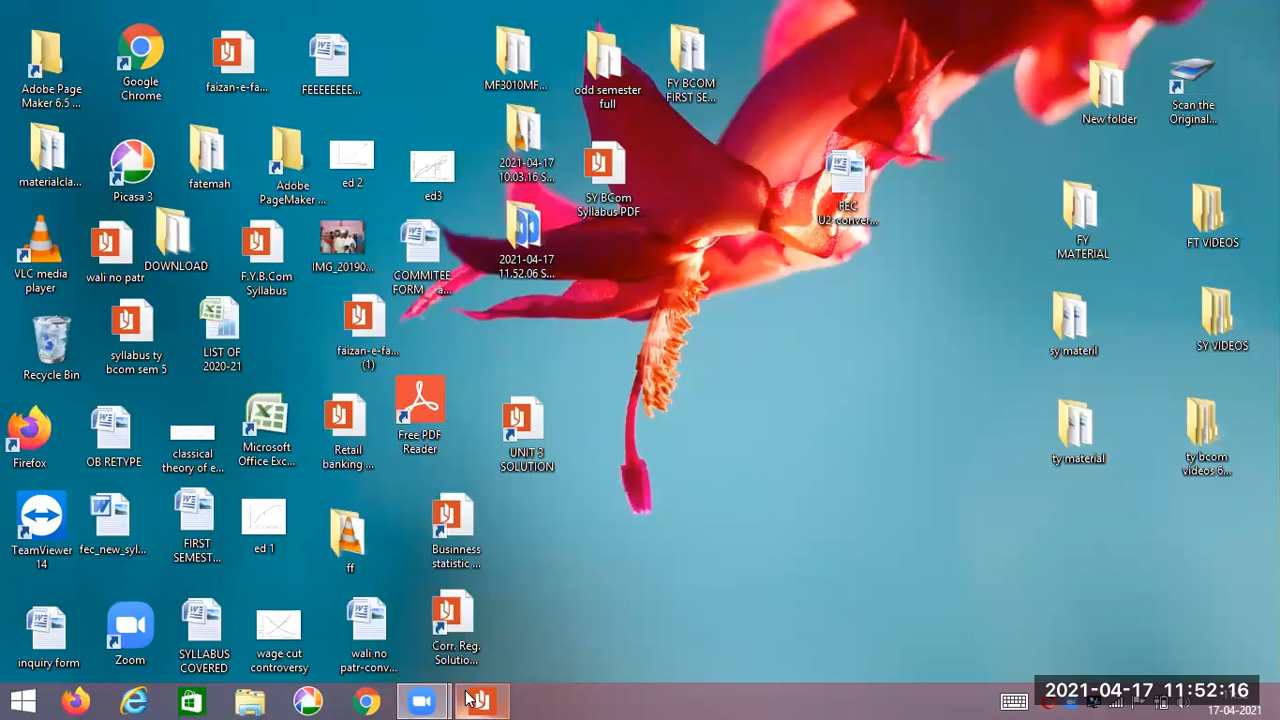 Adobe Page
Maker 6.5 ...
Google
Chrome
faizan-e-fa...
FEEEEEEEE...
MF3010MF...
odd semester
full
FY BCOM
FIRST SE...
New folder
Scan the
Original...
materialcla...
Picasa 3
fatemah
Adobe
PageMaker ...
ed 2
ed3
2021-04-17
10.03.16 S...
SY BCom
Syllabus PDF
FEC
U2-conver...
VLC media
player
wali no patr
DOWNLOAD
F.Y.B.Com
Syllabus
IMG_20190...
COMMITEE
2021-04-17
11.52.06 S...
FY
MATERIAL
FT VIDEOS
Recycle Bin
syllabus ty
bcom sem 5
LIST OF
2020-21
faizan-e-fa...
(1)
sy materil
SY VIDEOS
Firefox
OB RETYPE
classical
theory of e...
Microsoft
Office Exc...
Retail
banking ...
Free PDF
Reader
UNIT 3
SOLUTION
ty material
ty bcom
videos 6...
TeamViewer
14
fec_new_syl...
FIRST
SEMEST...
ed 1
ff
Businness
statistic ...
inquiry form
Zoom
SYLLABUS
COVERED
wage cut
controversy
wali no
patr-conv...
Corr. Reg.
Solutio...
2021-04-17 11:52:16
17-04-2021